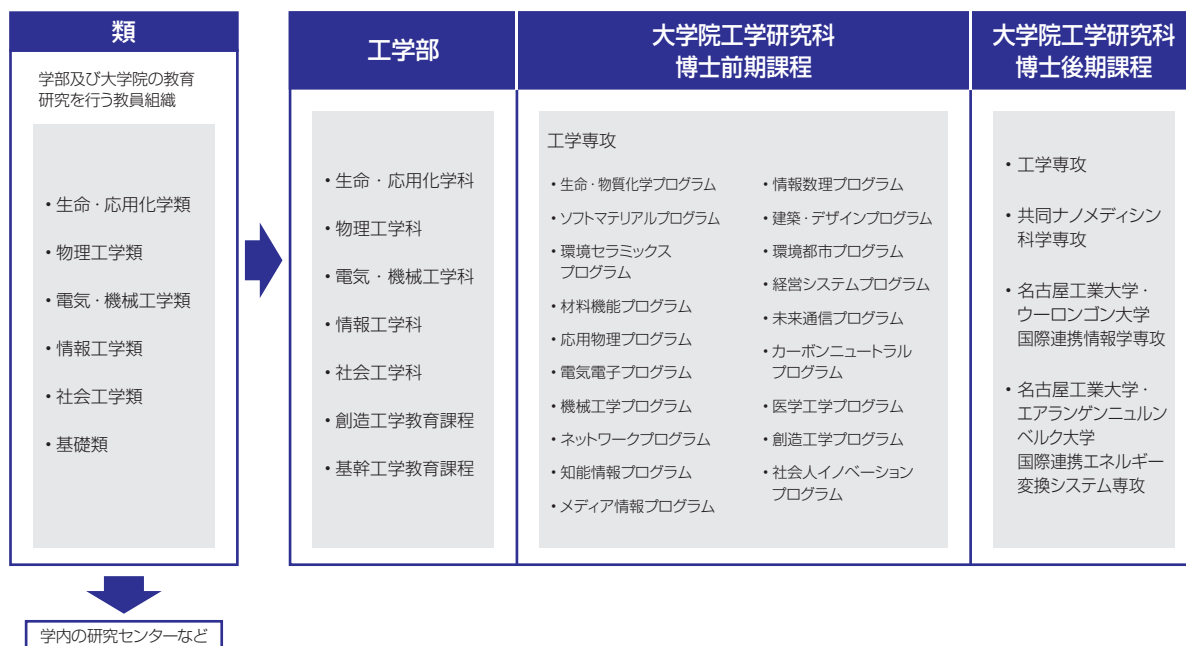 類
学部及び大学院の教育
研究を行う教員組織
・生命・応用化学類
・物理工学類
・電気・機械工学類
・情報工学類
・社会工学類
・基礎類
学内の研究センターなど
工学部
・生命・応用化学科
・物理工学科
・電気・機械工学科
・情報工学科
・社会工学科
・創造工学教育課程
・基幹工学教育課程
大学院工学研究科
博士前期課程
工学専攻
・生命・物質化学プログラム
・ソフトマテリアルプログラム
・環境セラミックス
プログラム
・材料機能プログラム
・応用物理プログラム
・電気電子プログラム
・機械工学プログラム
・ネットワークプログラム
・知能情報プログラム
・メディア情報プログラム
・情報数理プログラム
・建築・デザインプログラム
・環境都市プログラム
・経営システムプログラム
・未来通信プログラム
・カーボンニュートラル
プログラム
・医学工学プログラム
・創造工学プログラム
・社会人イノベーション
プログラム
大学院工学研究科
博士後期課程
・工学専攻
・共同ナノメディシン
科学専攻
・名古屋工業大学・
ウーロンゴン大学
国際連携情報学専攻
・名古屋工業大学・
エアランゲンニュルン
ベルク大学
国際連携エネルギー
変換システム専攻